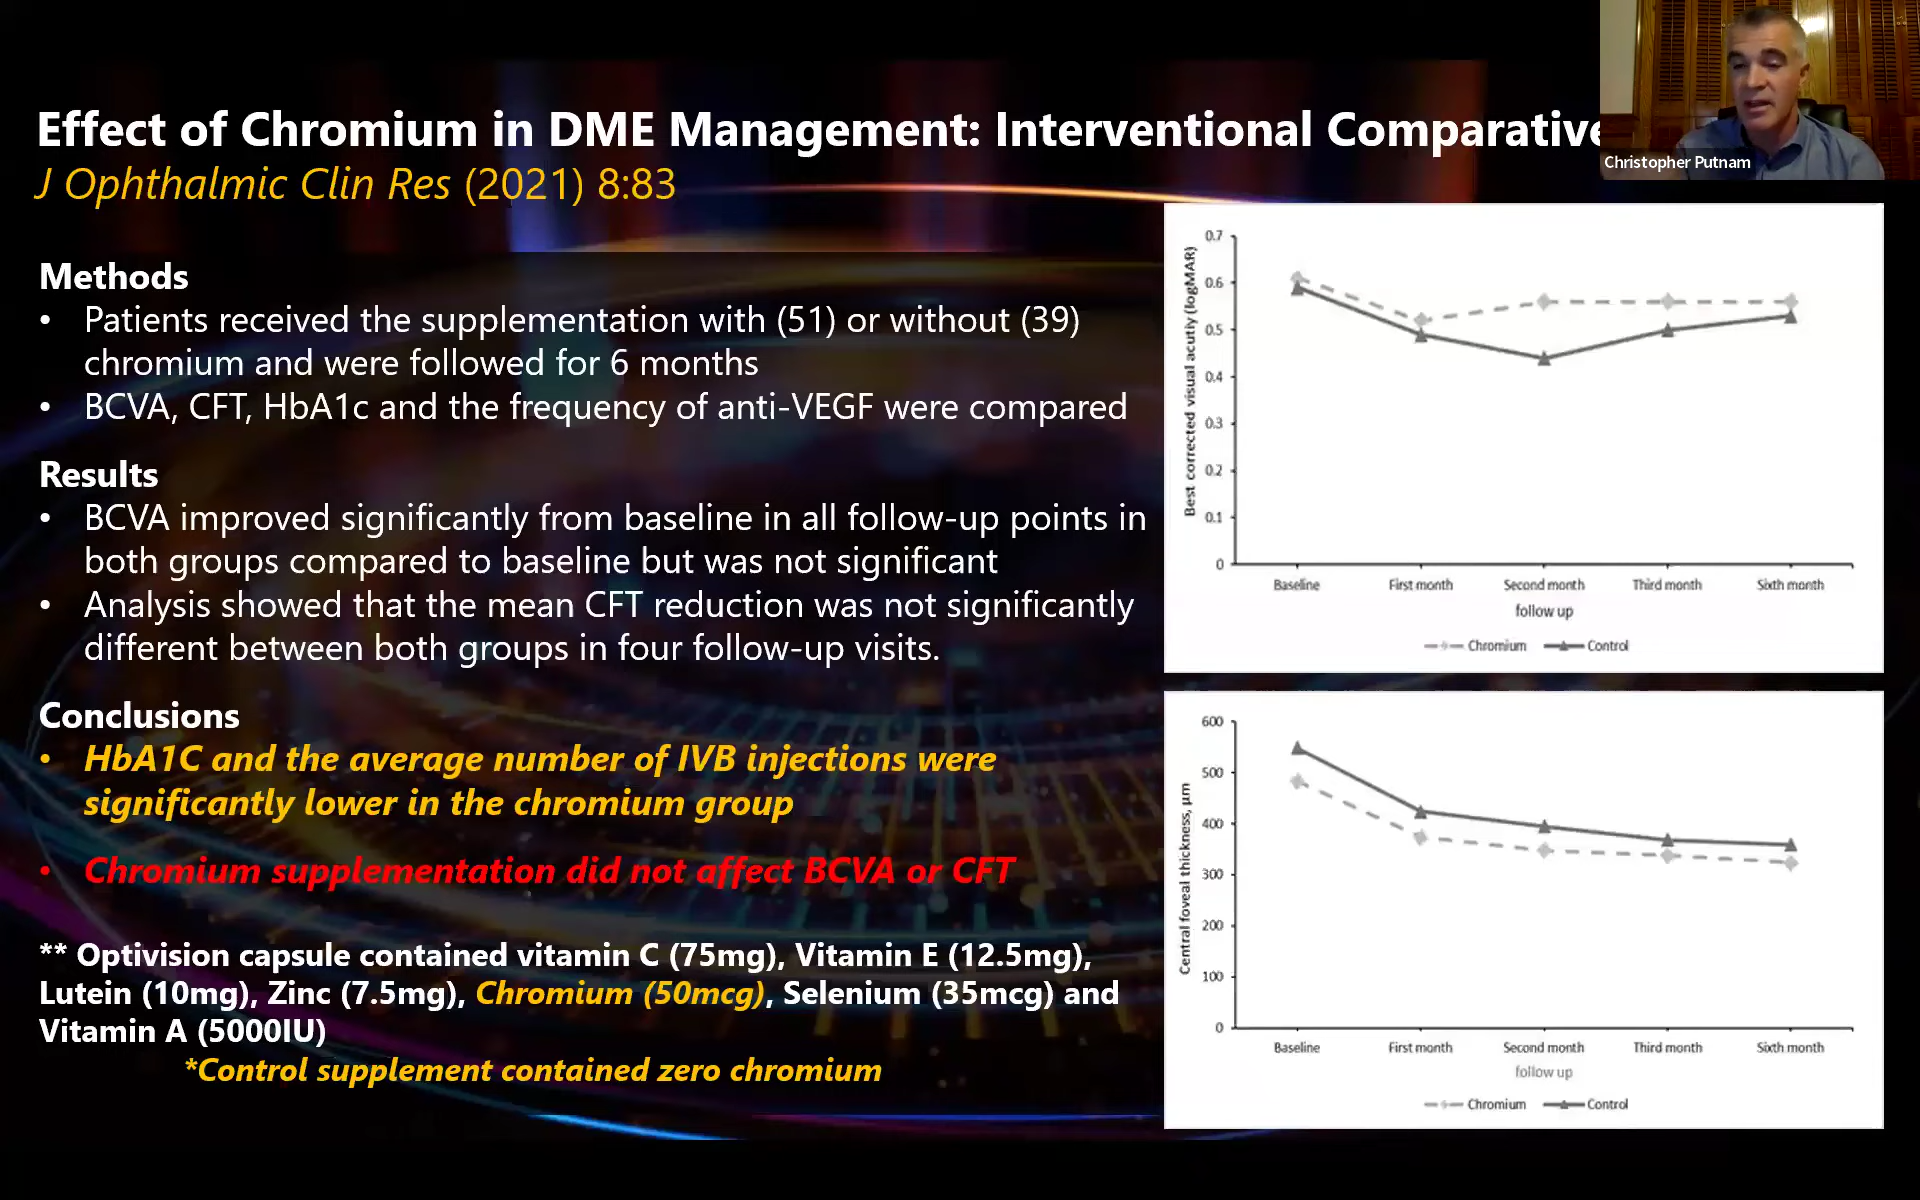 Effect of Chromium in DME Management: Interventional Comparative
J Ophthalmic Clin Res (2021) 8:83
Christopher Putnam
Methods
• Patients received the supplementation with (51) or without (39)
chromium and were followed for 6 months
• BCVA, CFT, HbA1c and the frequency of anti-VEGF were compared
Results
• BCVA improved significantly from baseline in all follow-up points in
both groups compared to baseline but was not significant
• Analysis showed that the mean CFT reduction was not significantly
different between both groups in four follow-up visits.
Conclusions
• HbA1C and the average number of IVB injections were
significantly lower in the chromium group
• Chromium supplementation did not affect BCVA or CFT
** Optivision capsule contained vitamin C (75mg), Vitamin E (12.5mg),
Lutein (10mg), Zinc (7.5mg), Chromium (50mcg), Selenium (35mcg) and
Vitamin A (5000IU)
*Control supplement contained zero chromium
Best corrected visual acutiy (logMAR)
0.7
0.6
0.5
0.4
0.3
0.2
0.1
0
Baseline First month Second month Third month Sixth month
follow up
Chromium Control
Central foveal thickness, µm
600
500
400
300
200
100
0
Baseline First month Second month Third month Sixth month
follow up
Chromium Control